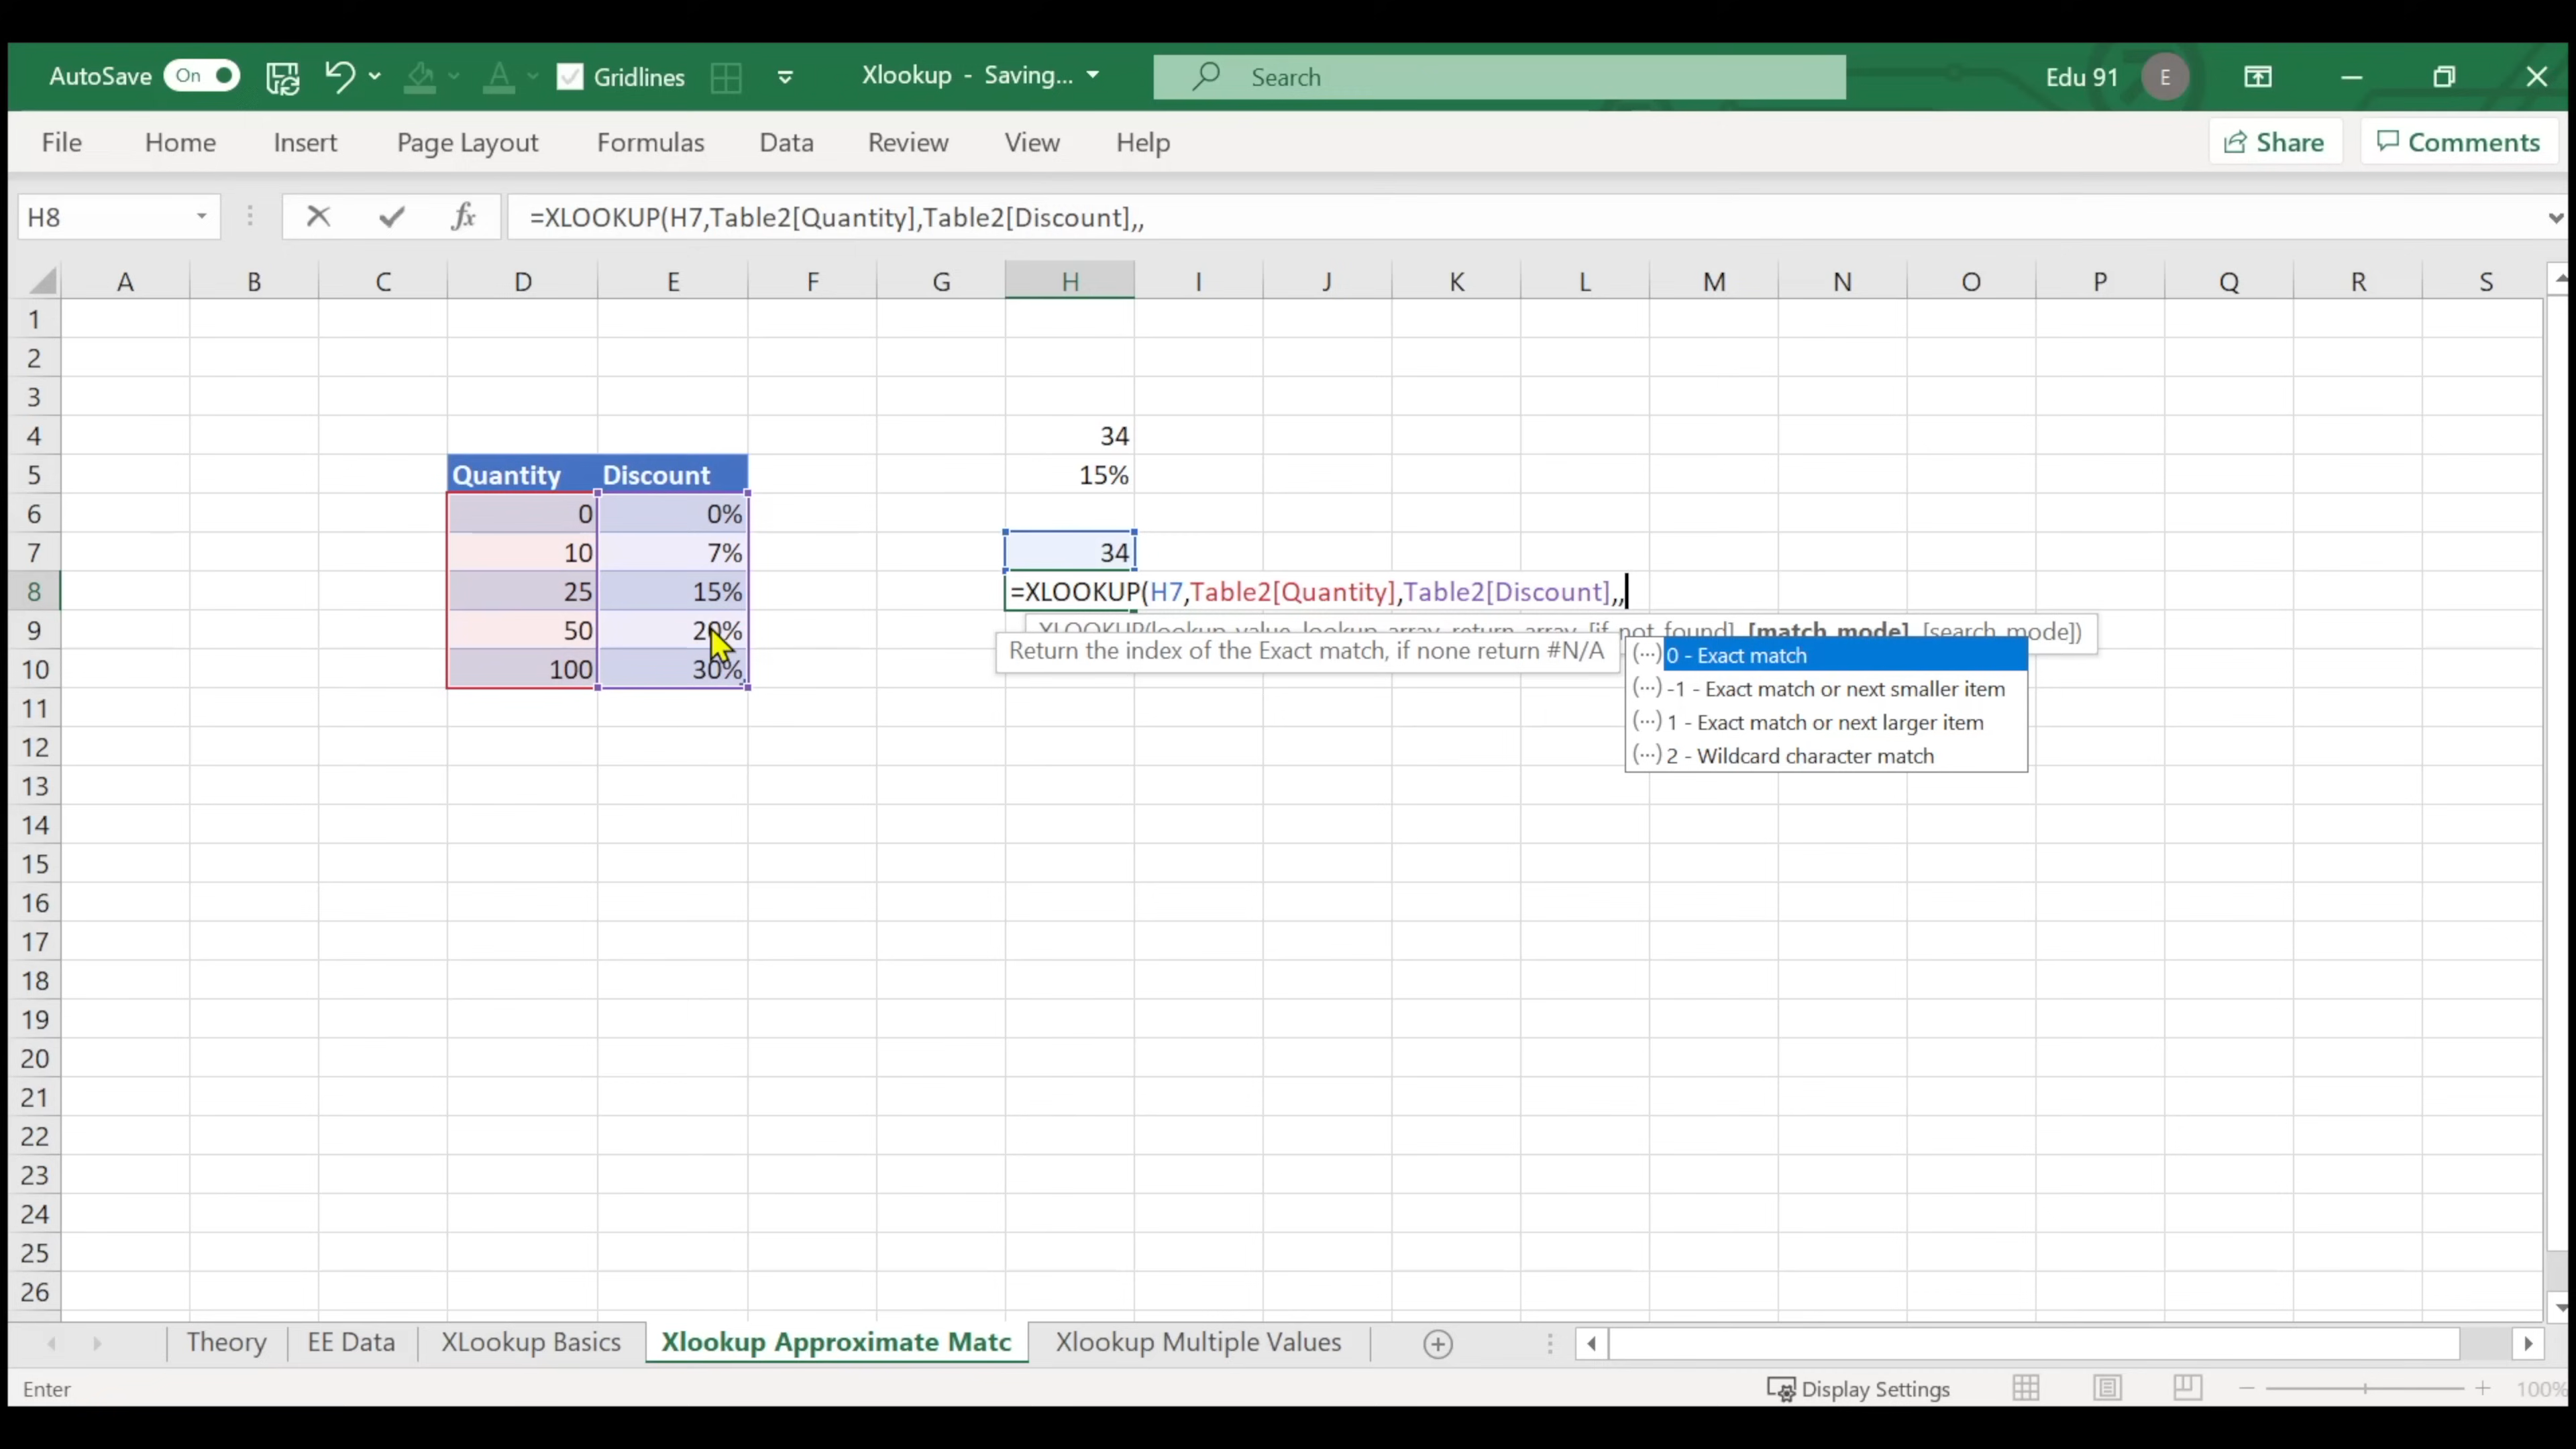 AutoSave On Gridlines Xlookup - Saving... Search Edu 91 E
File Home Insert Page Layout Formulas Data Review View Help Share Comments
H8 fx =XLOOKUP(H7,Table2[Quantity],Table2[Discount],,
A B C D E F G H I J K L M N O P Q R S
1
2
3
4 34
5 Quantity Discount 15%
6 0 0%
7 10 7% 34
8 25 15% =XLOOKUP(H7,Table2[Quantity],Table2[Discount],,
9 50 20% XLOOKUP(lookup_value, lookup_array, return_array, [if_not_found], [match_mode], [search_mode])
Return the index of the Exact match, if none return #N/A (...) 0 - Exact match
10 100 30%
(...) -1 - Exact match or next smaller item
11
(...) 1 - Exact match or next larger item
12
(...) 2 - Wildcard character match
13
14
15
16
17
18
19
20
21
22
23
24
25
26
Theory EE Data XLookup Basics Xlookup Approximate Matc Xlookup Multiple Values
Enter Display Settings 100%